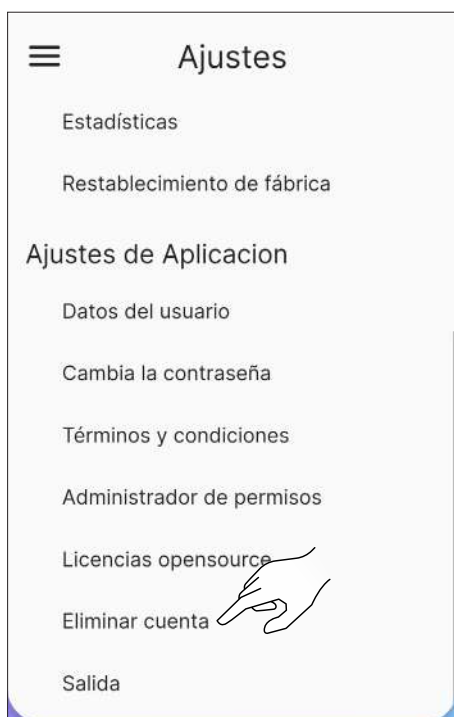 Ajustes
Estadísticas
Restablecimiento de fábrica
Ajustes de Aplicacion
Datos del usuario
Cambia la contraseña
Términos y condiciones
Administrador de permisos
Licencias opensource
Eliminar cuenta
Salida